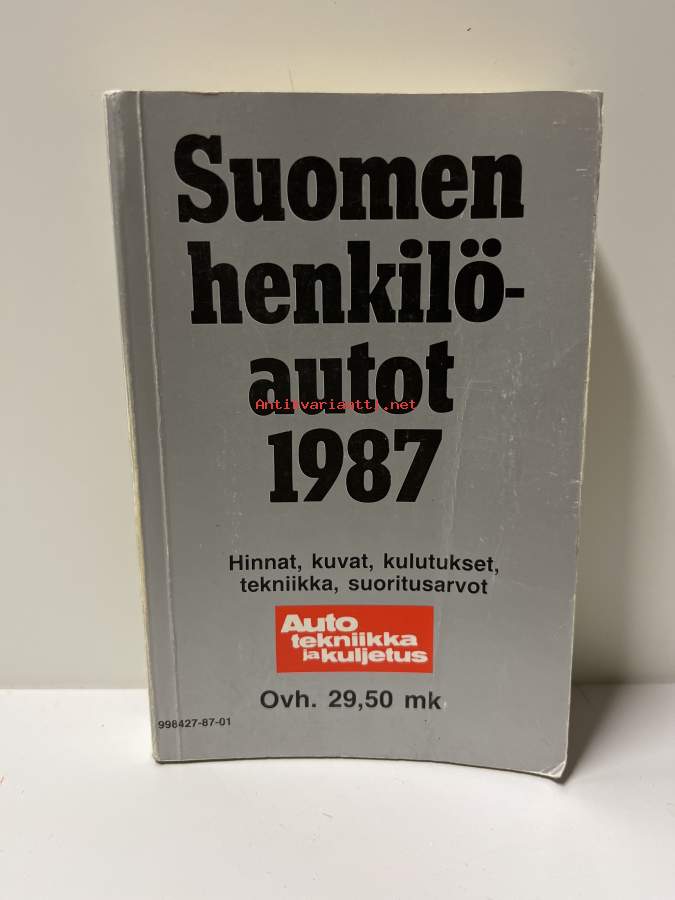 Suomen
henkilö-
autot
Antikvariaatti.net
1987
Hinnat, kuvat, kulutukset,
tekniikka, suoritusarvot
Auto
tekniikka
ja kuljetus
Ovh. 29,50 mk
998427-87-01